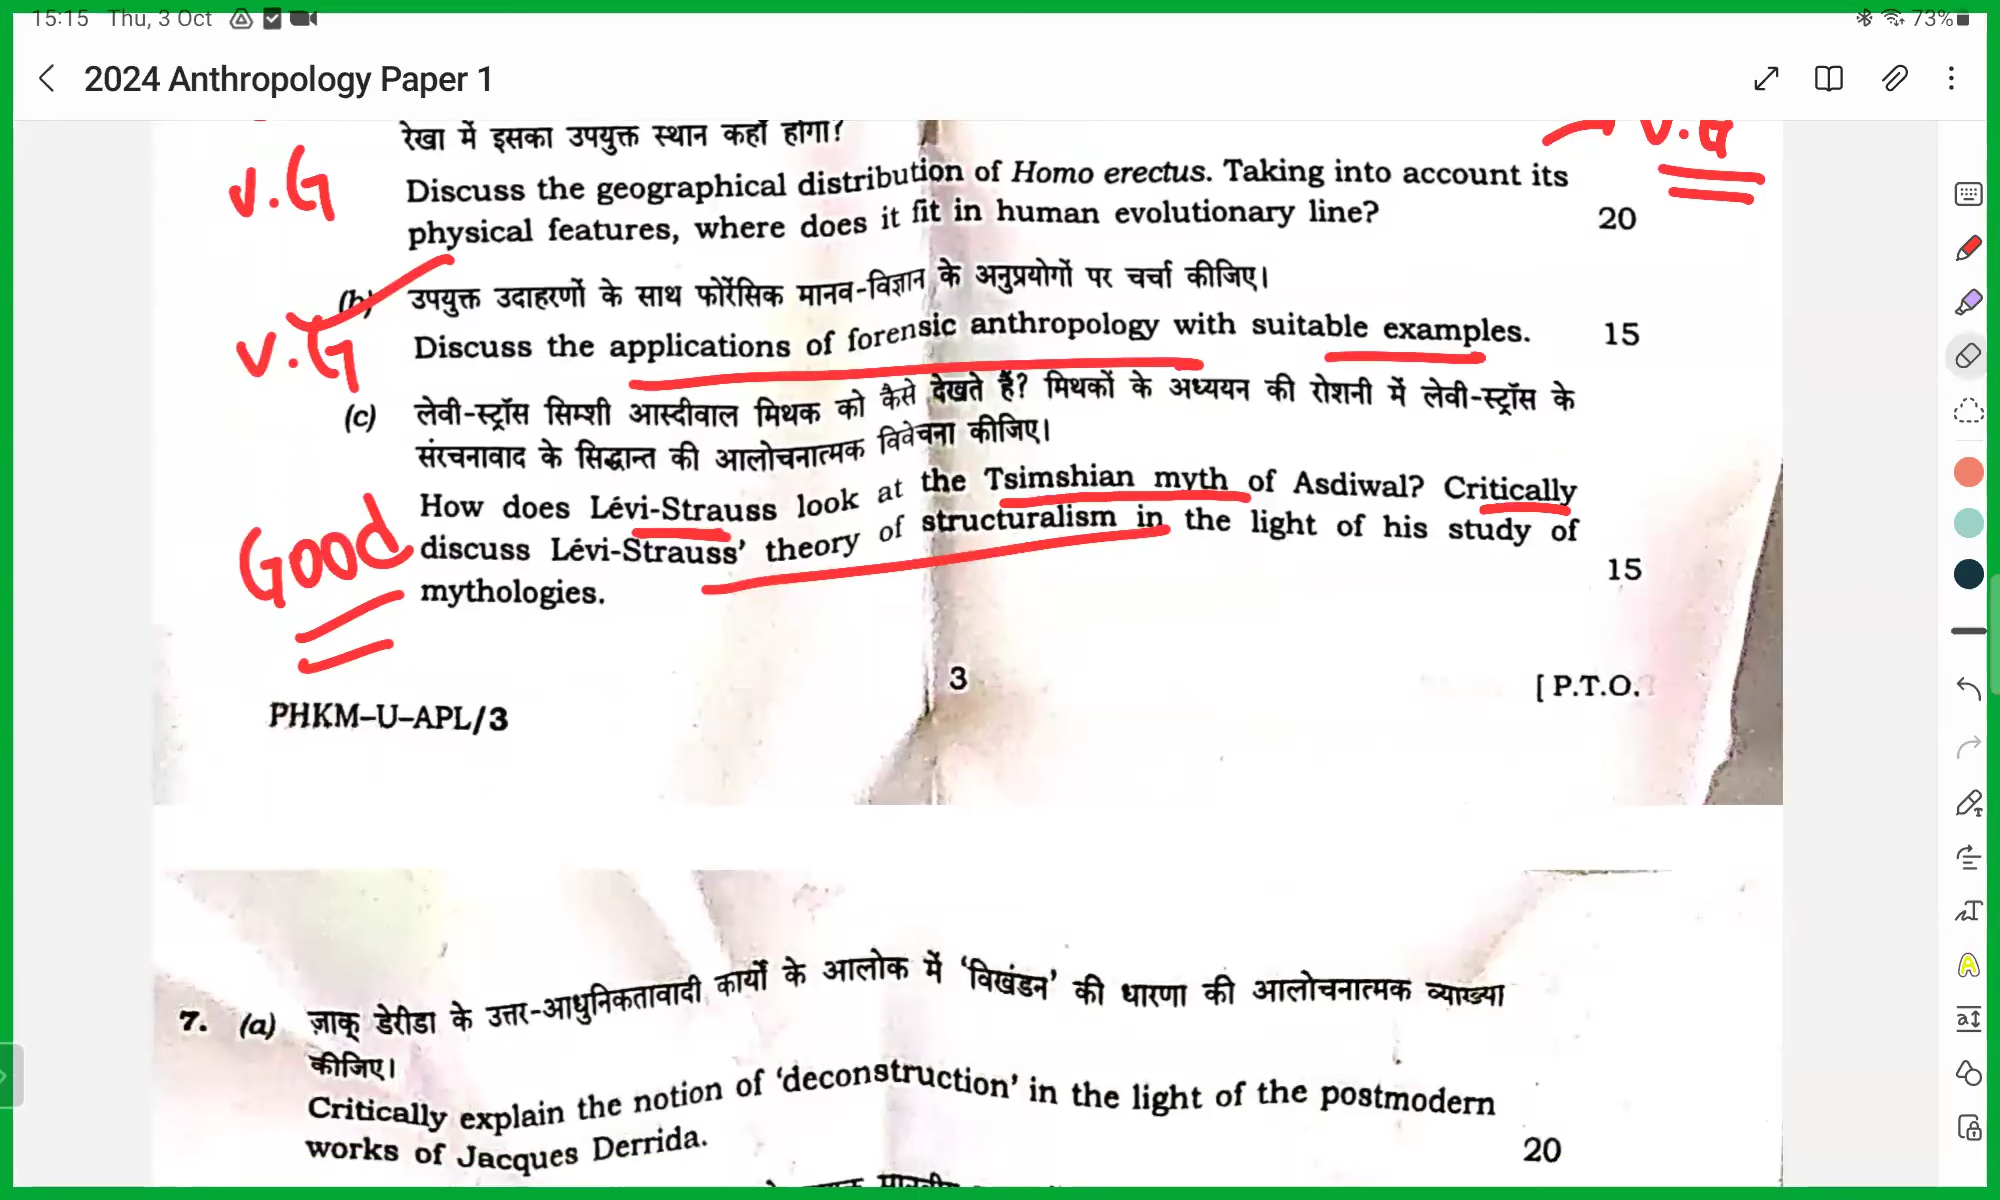 15:15 Thu, 3 Oct
73%
2024 Anthropology Paper 1
रेखा में इसका उपयुक्त स्थान कहाँ होगा?
V.G
V.G
Discuss the geographical distribution of Homo erectus. Taking into account its
physical features, where does it fit in human evolutionary line? 20
(b) उपयुक्त उदाहरणों के साथ फोरेंसिक मानव-विज्ञान के अनुप्रयोगों पर चर्चा कीजिए।
V.G
Discuss the applications of forensic anthropology with suitable examples. 15
(c) लेवी-स्ट्रॉस सिम्शी आस्दीवाल मिथक को कैसे देखते हैं? मिथकों के अध्ययन की रोशनी में लेवी-स्ट्रॉस के
संरचनावाद के सिद्धान्त की आलोचनात्मक विवेचना कीजिए।
Good
How does Lévi-Strauss look at the Tsimshian myth of Asdiwal? Critically
discuss Lévi-Strauss' theory of structuralism in the light of his study of
mythologies. 15
3
[ P.T.O.
PHKM–U–APL/3
7. (a) ज़ाक् डेरीडा के उत्तर-आधुनिकतावादी कार्यों के आलोक में ‘विखंडन’ की धारणा की आलोचनात्मक व्याख्या
कीजिए।
Critically explain the notion of ‘deconstruction’ in the light of the postmodern
works of Jacques Derrida. 20